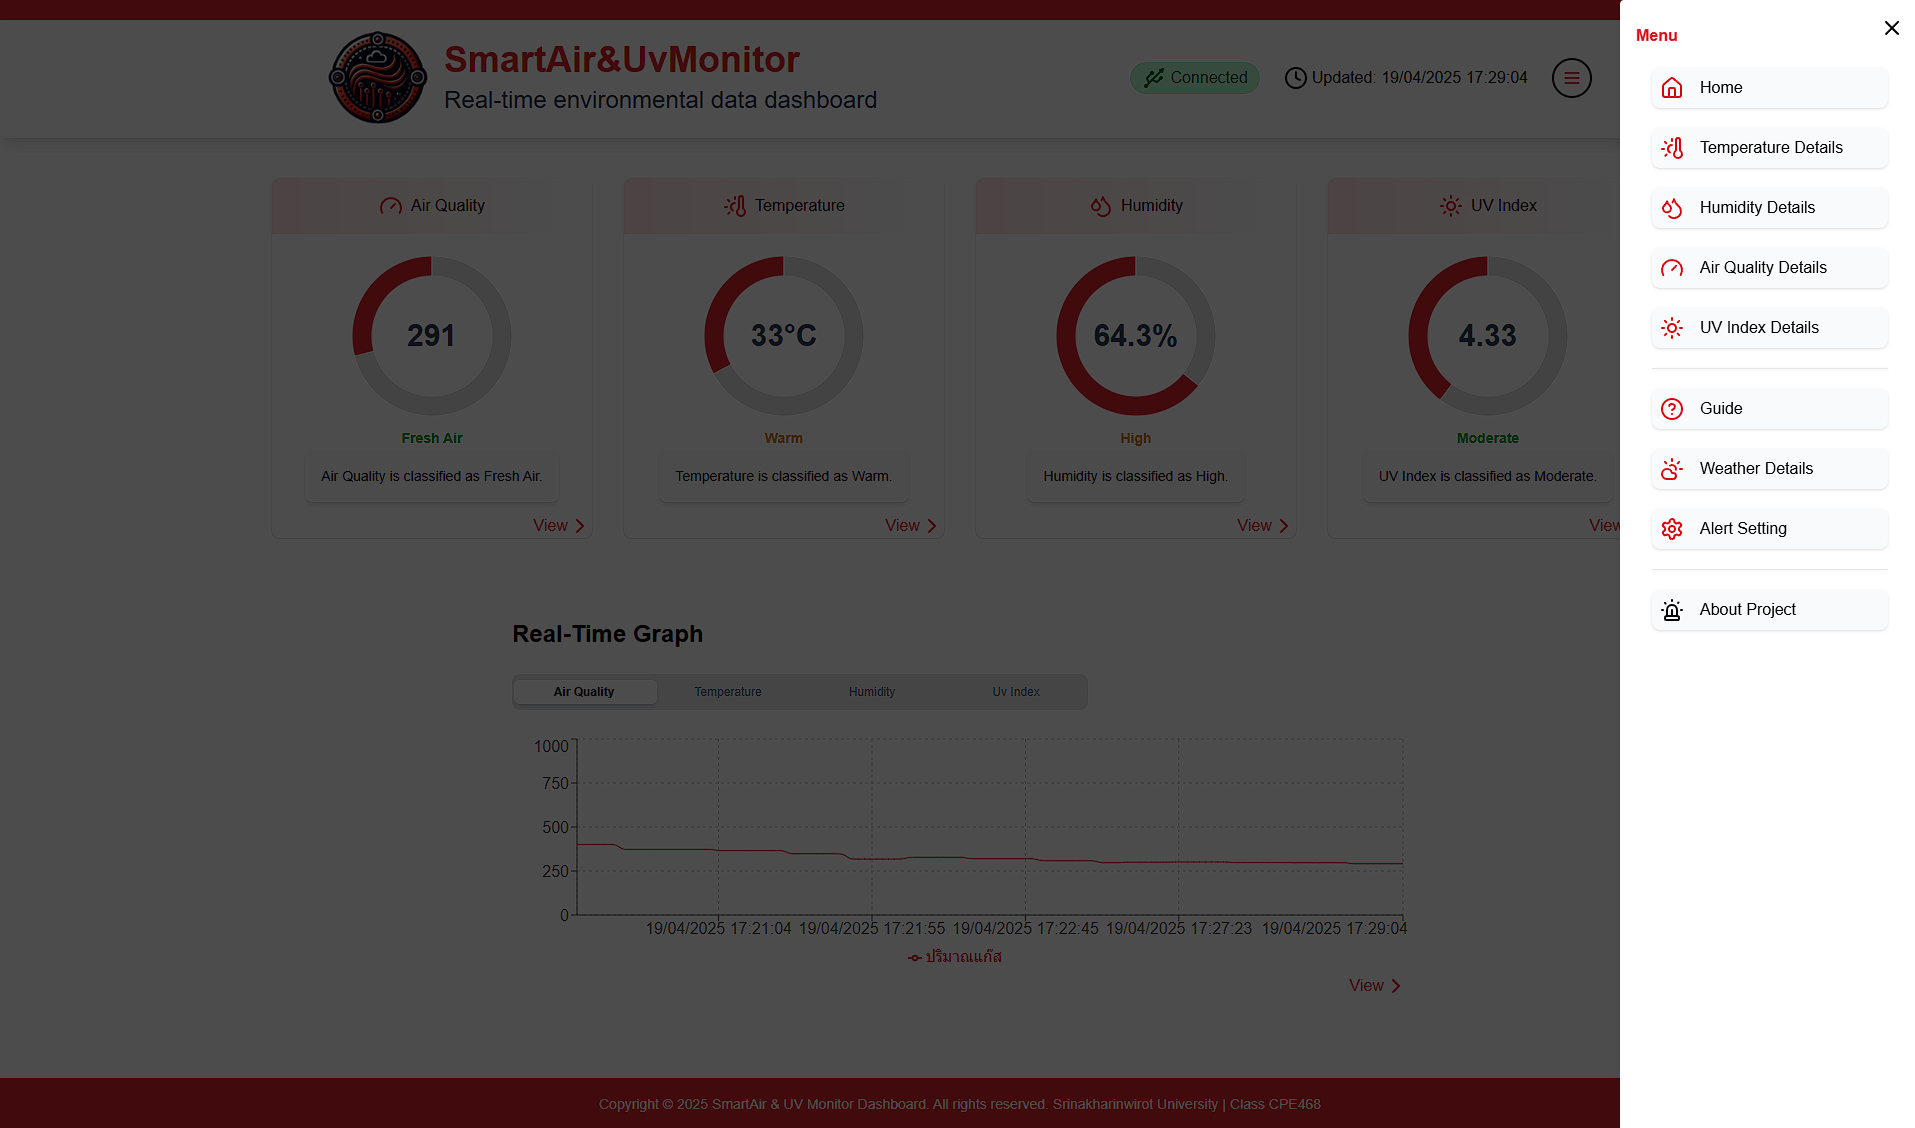 SmartAir&UvMonitor
Real-time environmental data dashboard
Connected
Updated: 19/04/2025 17:29:04
Air Quality
291
Fresh Air
Air Quality is classified as Fresh Air.
View
Temperature
33°C
Warm
Temperature is classified as Warm.
View
Humidity
64.3%
High
Humidity is classified as High.
View
UV Index
4.33
Moderate
UV Index is classified as Moderate.
View
Real-Time Graph
Air Quality Temperature Humidity Uv Index
1000
750
500
250
0
19/04/2025 17:21:04 19/04/2025 17:21:55 19/04/2025 17:22:45 19/04/2025 17:27:23 19/04/2025 17:29:04
ปริมาณแก๊ส
View
Copyright © 2025 SmartAir & UV Monitor Dashboard. All rights reserved. Srinakharinwirot University | Class CPE468
Menu
Home
Temperature Details
Humidity Details
Air Quality Details
UV Index Details
Guide
Weather Details
Alert Setting
About Project